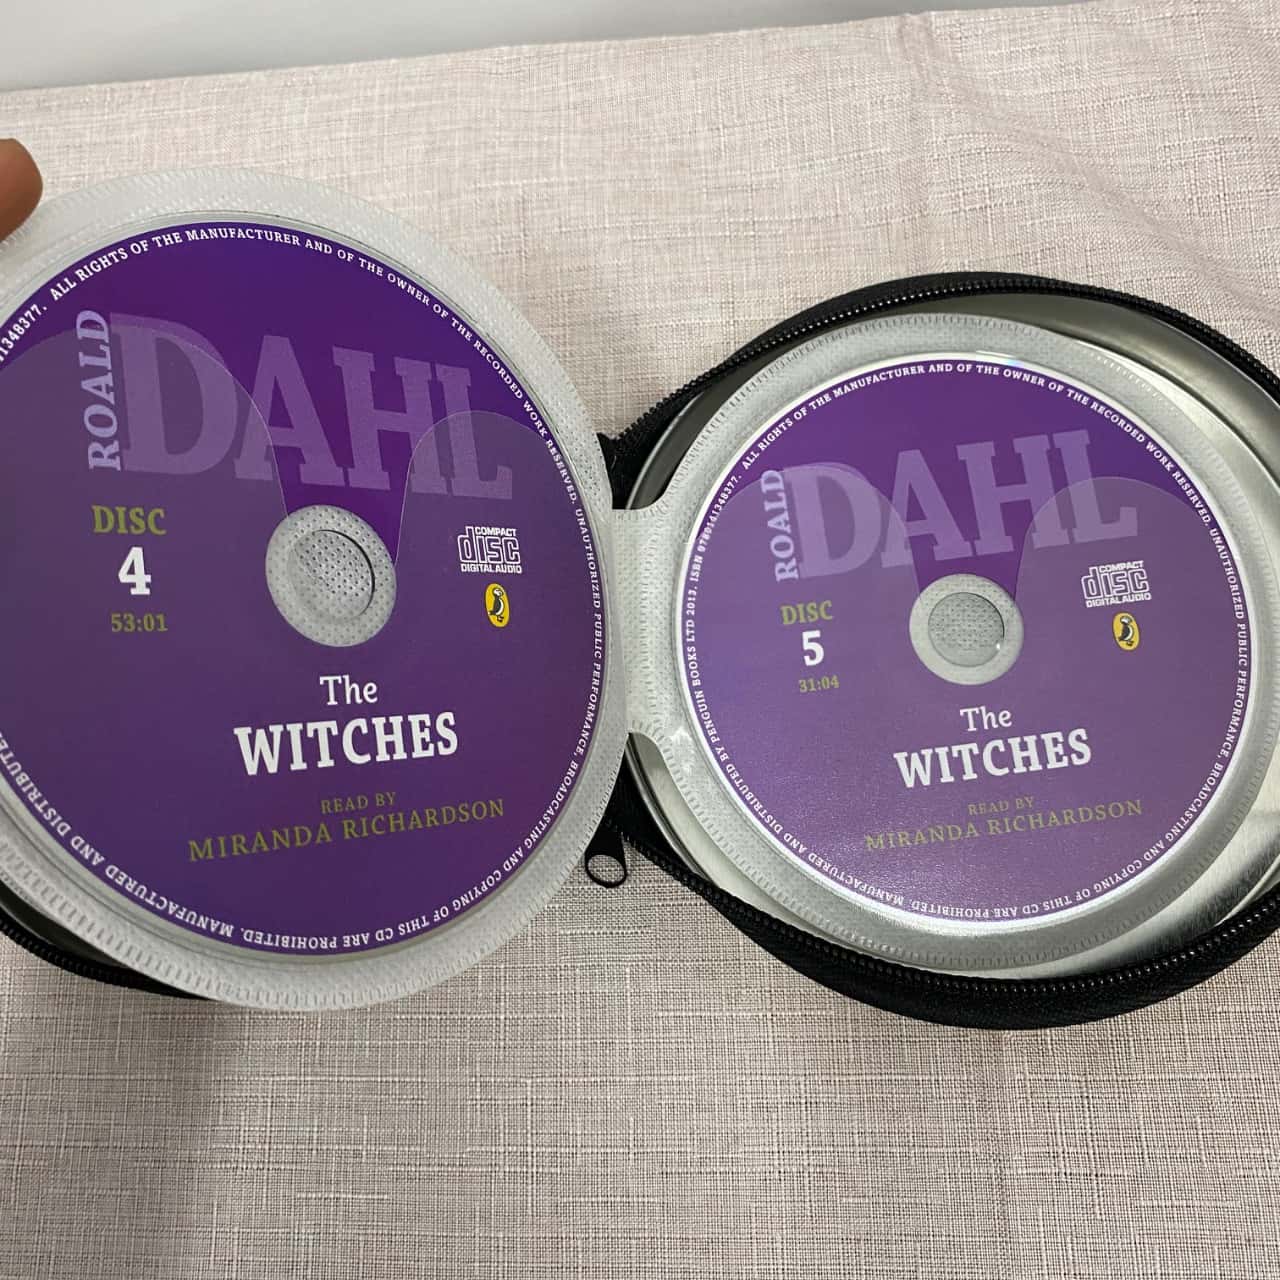 ROALD
DAHL
DISC
4
53:01
COMPACT
disc
DIGITAL AUDIO
The
WITCHES
READ BY
MIRANDA RICHARDSON
1348377. ALL RIGHTS OF THE MANUFACTURER AND OF THE OWNER OF THE RECORDED WORK RESERVED. UNAUTHORIZED PUBLIC PERFORMANCE, BROADCASTING AND COPYING OF THIS CD ARE PROHIBITED. MANUFACTURED AND DISTRIBUTED
ROALD
DAHL
DISC
5
31:04
COMPACT
disc
DIGITAL AUDIO
The
WITCHES
READ BY
MIRANDA RICHARDSON
ISBN 9780141348377. ALL RIGHTS OF THE MANUFACTURER AND OF THE OWNER OF THE RECORDED WORK RESERVED. UNAUTHORIZED PUBLIC PERFORMANCE, BROADCASTING AND COPYING OF THIS CD ARE PROHIBITED. MANUFACTURED AND DISTRIBUTED BY PENGUIN BOOKS LTD 2013.